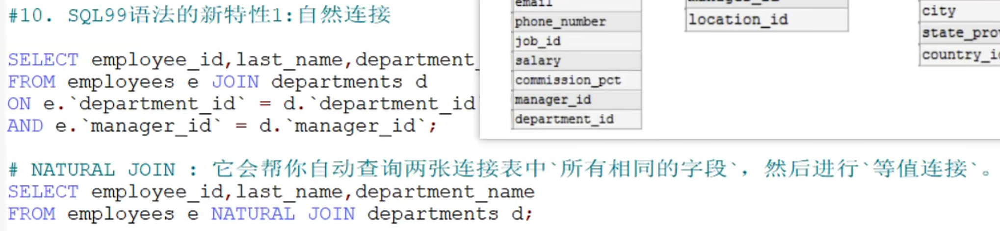 #10. SQL99语法的新特性1:自然连接
SELECT employee_id,last_name,department_
FROM employees e JOIN departments d
ON e.`department_id` = d.`department_id`
AND e.`manager_id` = d.`manager_id`;
# NATURAL JOIN : 它会帮你自动查询两张连接表中`所有相同的字段`，然后进行`等值连接`。
SELECT employee_id,last_name,department_name
FROM employees e NATURAL JOIN departments d;
email
phone_number
job_id
salary
commission_pct
manager_id
department_id
manager_id
location_id
city
state_prov
country_id